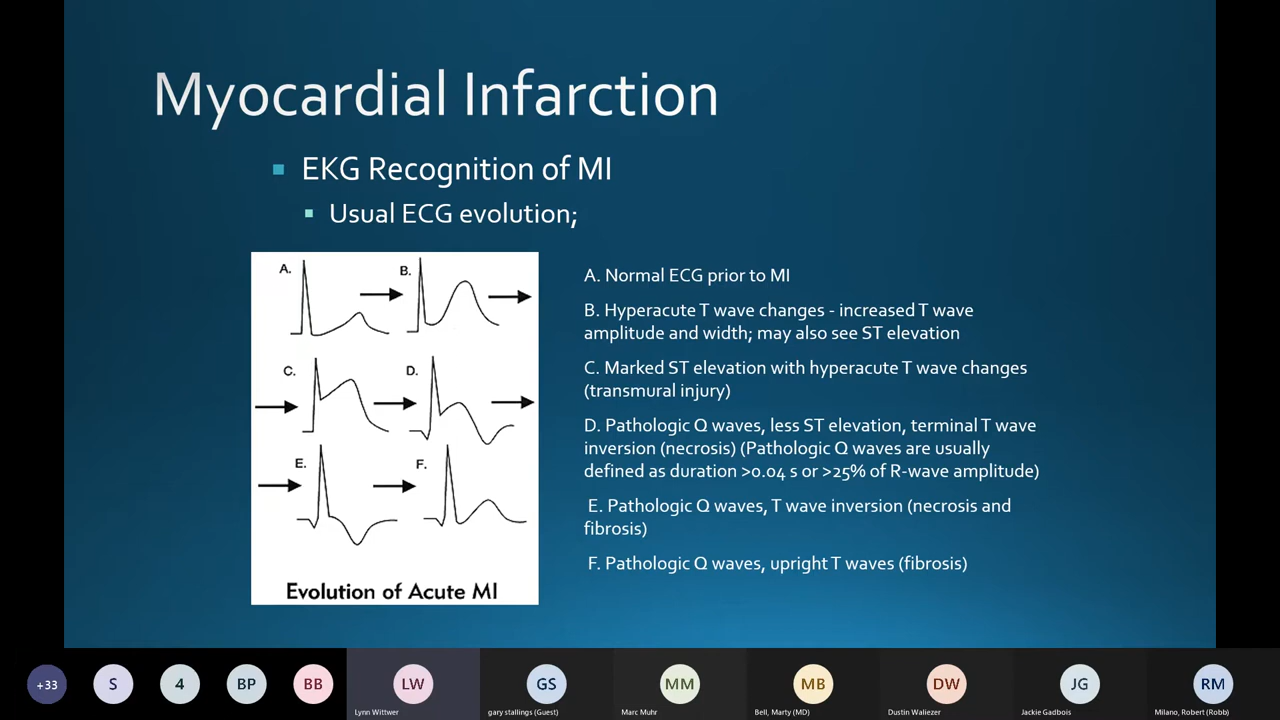 Myocardial Infarction
EKG Recognition of MI
Usual ECG evolution;
A.
B.
C.
D.
E.
F.
Evolution of Acute MI
A. Normal ECG prior to MI
B. Hyperacute T wave changes - increased T wave
amplitude and width; may also see ST elevation
C. Marked ST elevation with hyperacute T wave changes
(transmural injury)
D. Pathologic Q waves, less ST elevation, terminal T wave
inversion (necrosis) (Pathologic Q waves are usually
defined as duration >0.04 s or >25% of R-wave amplitude)
E. Pathologic Q waves, T wave inversion (necrosis and
fibrosis)
F. Pathologic Q waves, upright T waves (fibrosis)
+33
S
4
BP
BB
LW
GS
MM
MB
DW
JG
RM
Lynn Wittwer
gary stallings (Guest)
Marc Muhr
Bell, Marty (MD)
Dustin Waliezer
Jackie Gadbois
Milano, Robert (Robb)